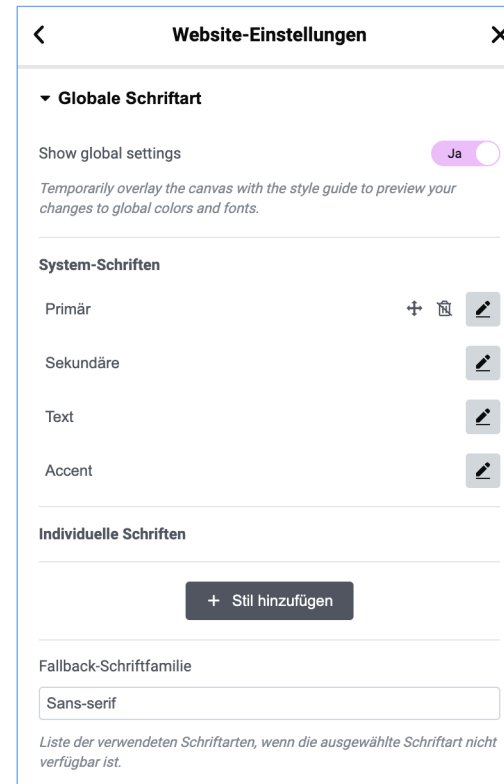 Website-Einstellungen
Globale Schriftart
Show global settings
Ja
Temporarily overlay the canvas with the style guide to preview your
changes to global colors and fonts.
System-Schriften
Primär
Sekundäre
Text
Accent
Individuelle Schriften
+ Stil hinzufügen
Fallback-Schriftfamilie
Sans-serif
Liste der verwendeten Schriftarten, wenn die ausgewählte Schriftart nicht
verfügbar ist.